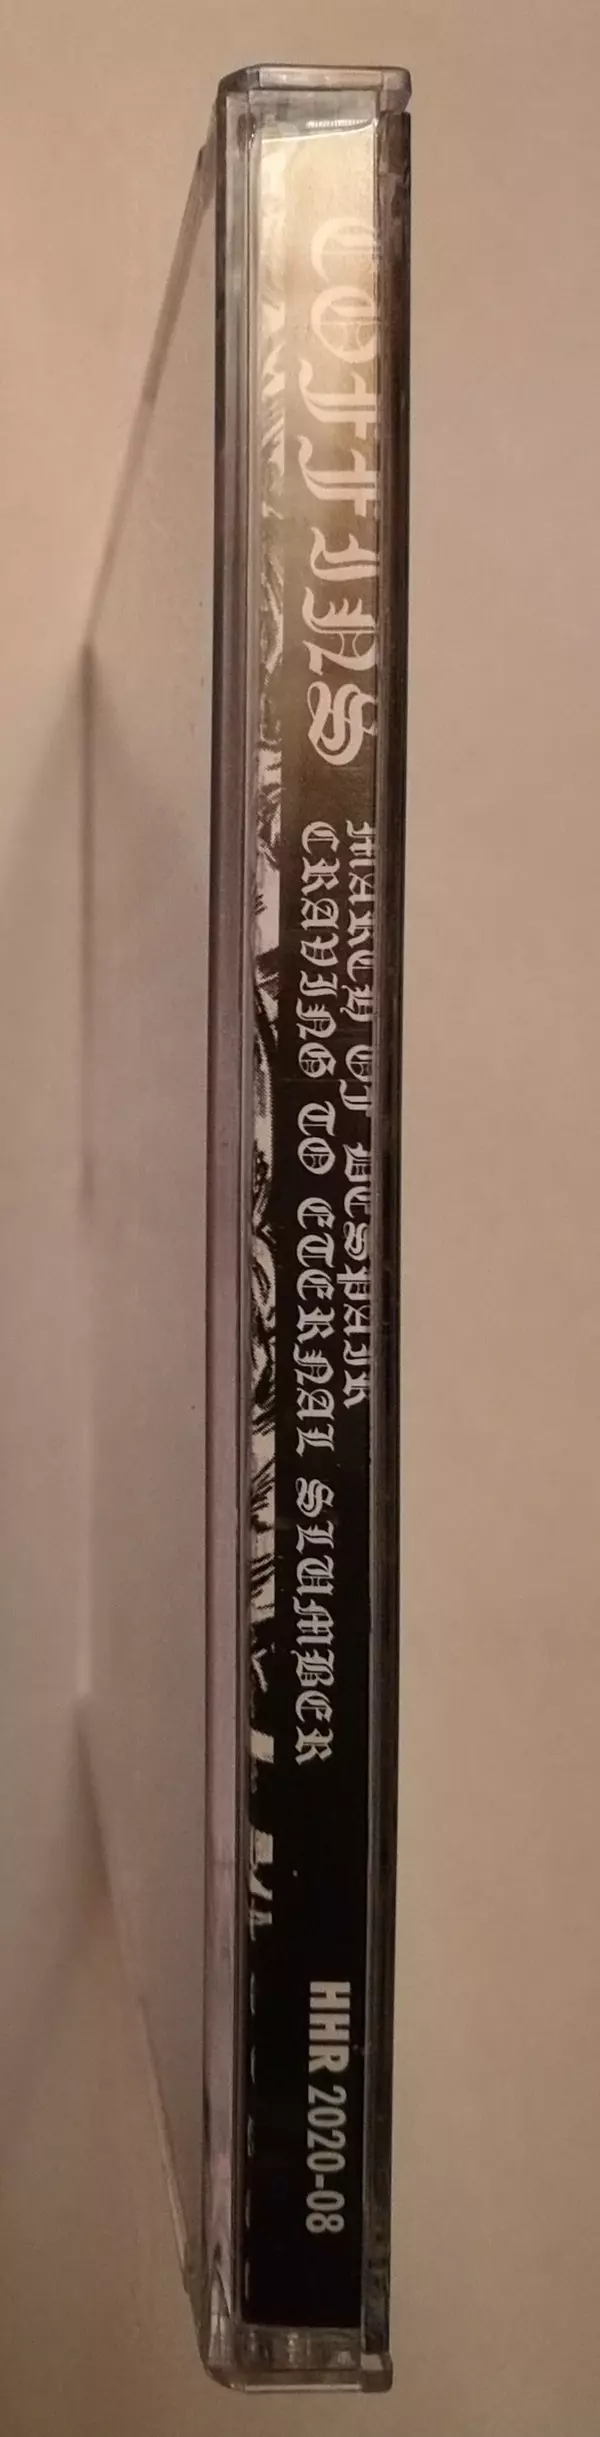 COFFINS
MARCH OF DESPAIR
CRAVING TO ETERNAL SLUMBER
HHR 2020-08